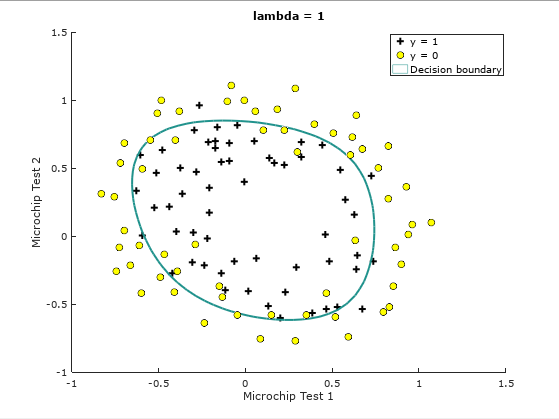 lambda = 1
y = 1
y = 0
Decision boundary
1.5
1
0.5
0
-0.5
-1
Microchip Test 2
-1
-0.5
0
0.5
1
1.5
Microchip Test 1